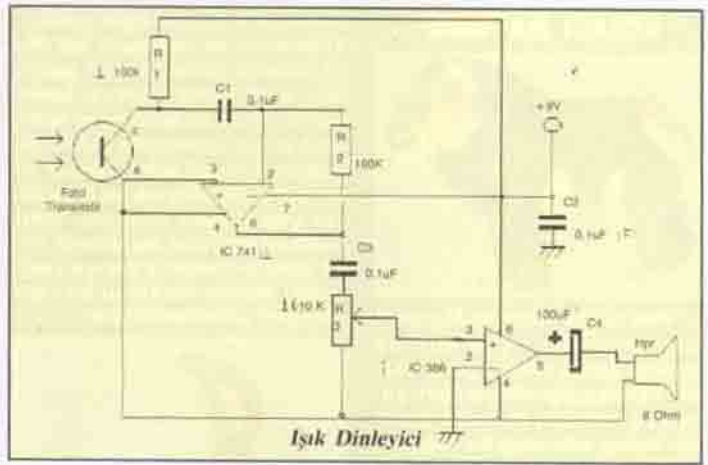 R
1
100k
C1
0.1uF
+9V
R
2
100K
c
e
3
2
Foto
Transistör
4
6
7
IC 741
C2
0.1uF
C3
0.1uF
10 K
R
3
3
2
6
5
4
IC 386
100uF
+
C4
Hpr
8 Ohm
Işık Dinleyici